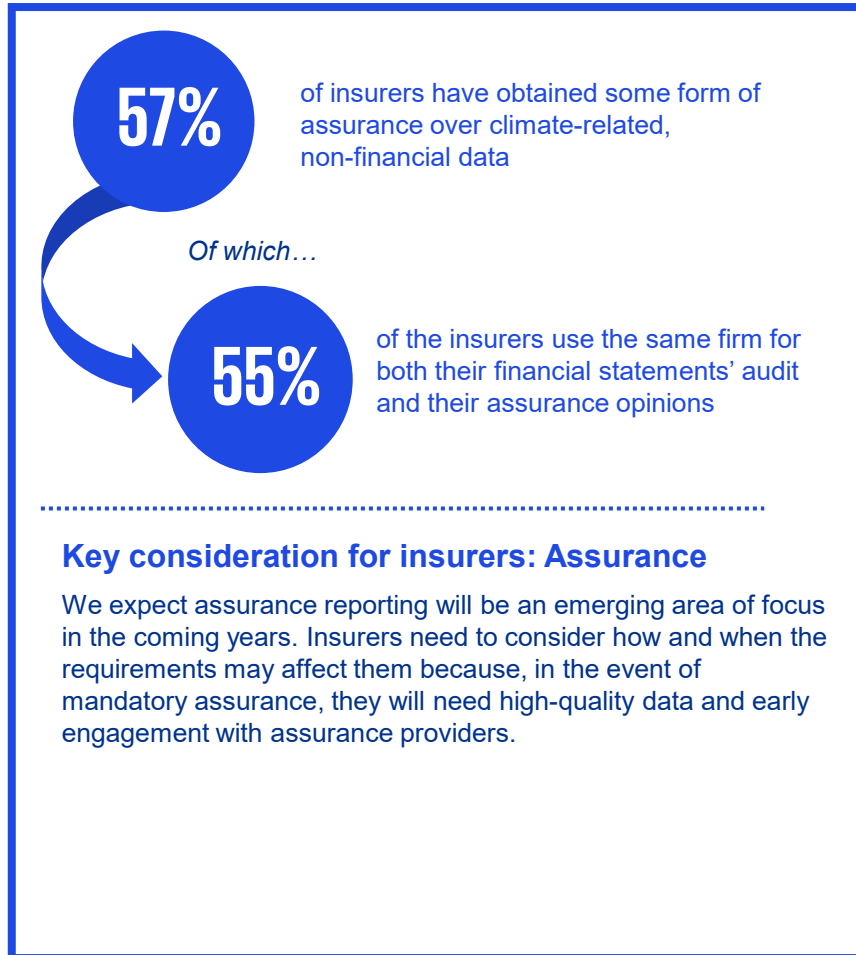 57%
of insurers have obtained some form of
assurance over climate-related,
non-financial data
Of which…
55%
of the insurers use the same firm for
both their financial statements’ audit
and their assurance opinions
Key consideration for insurers: Assurance
We expect assurance reporting will be an emerging area of focus
in the coming years. Insurers need to consider how and when the
requirements may affect them because, in the event of
mandatory assurance, they will need high-quality data and early
engagement with assurance providers.